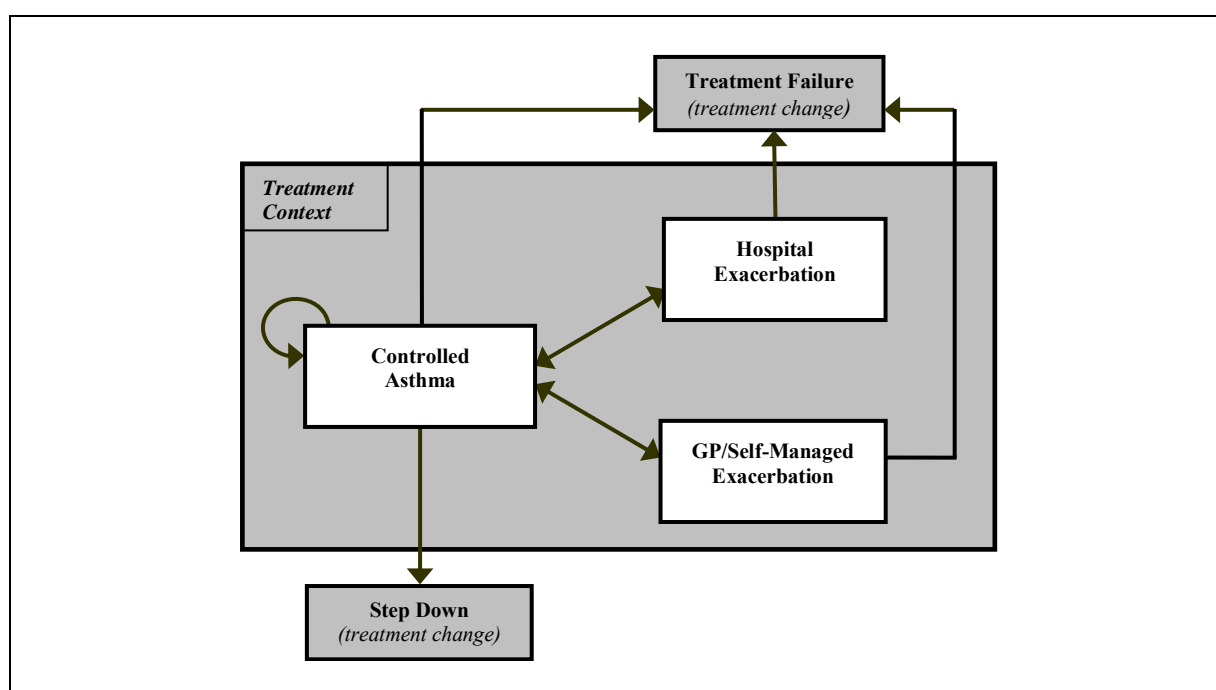 Treatment Failure
(treatment change)
Treatment
Context
Hospital
Exacerbation
Controlled
Asthma
GP/Self-Managed
Exacerbation
Step Down
(treatment change)